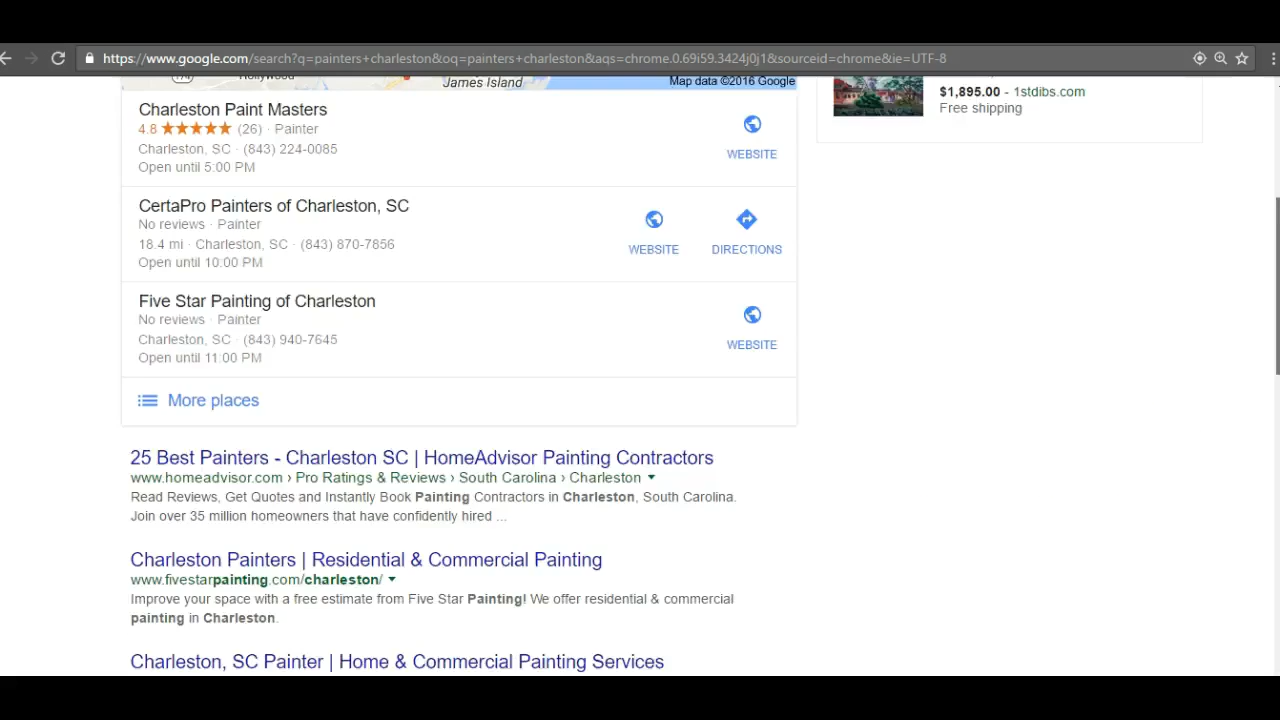 https://www.google.com/search?q=painters+charleston&oq=painters+charleston&aqs=chrome.0.69i59.3424j0j1&sourceid=chrome&ie=UTF-8
James Island
Map data ©2016 Google
$1,895.00 - 1stdibs.com
Free shipping
Charleston Paint Masters
4.8 ★★★★★ (26) · Painter
Charleston, SC · (843) 224-0085
Open until 5:00 PM
WEBSITE
CertaPro Painters of Charleston, SC
No reviews · Painter
18.4 mi · Charleston, SC · (843) 870-7856
Open until 10:00 PM
WEBSITE
DIRECTIONS
Five Star Painting of Charleston
No reviews · Painter
Charleston, SC · (843) 940-7645
Open until 11:00 PM
WEBSITE
More places
25 Best Painters - Charleston SC | HomeAdvisor Painting Contractors
www.homeadvisor.com › Pro Ratings & Reviews › South Carolina › Charleston
Read Reviews, Get Quotes and Instantly Book Painting Contractors in Charleston, South Carolina.
Join over 35 million homeowners that have confidently hired ...
Charleston Painters | Residential & Commercial Painting
www.fivestarpainting.com/charleston/
Improve your space with a free estimate from Five Star Painting! We offer residential & commercial
painting in Charleston.
Charleston, SC Painter | Home & Commercial Painting Services